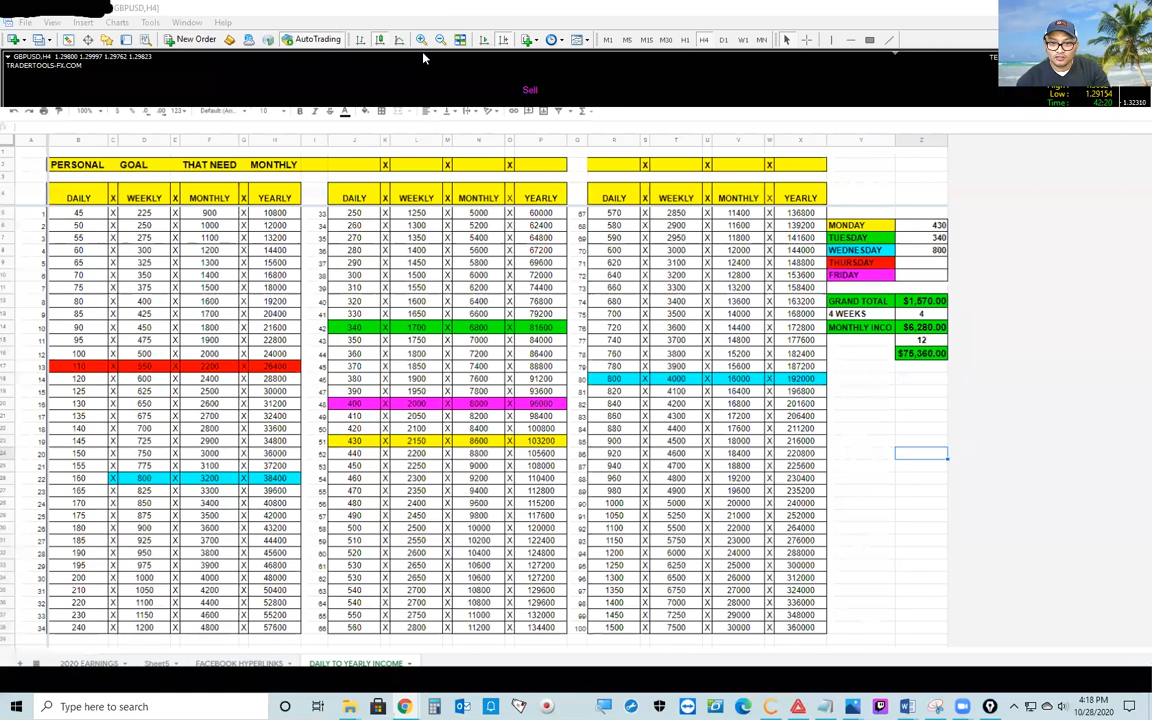 GBPUSD,H4)
File View Insert Charts Tools Window Help
New Order AutoTrading M1 M5 M15 M30 H1 H4 D1 W1 MN
GBPUSD,H4 1.29800 1.29997 1.29762 1.29823
TRADERTOOLS-FX.COM
Sell
Low : 1.29154
Time : 42:20
1.32310
100% Default (Ari... 10
A B C D E F G H I J K L M N O P Q R S T U V W X Y Z
PERSONAL GOAL THAT NEED MONTHLY X X X X X
DAILY X WEEKLY X MONTHLY X YEARLY DAILY X WEEKLY X MONTHLY X YEARLY DAILY X WEEKLY X MONTHLY X YEARLY
1 45 X 225 X 900 X 10800 33 250 X 1250 X 5000 X 60000 67 570 X 2850 X 11400 X 136800
2 50 X 250 X 1000 X 12000 34 260 X 1300 X 5200 X 62400 68 580 X 2900 X 11600 X 139200 MONDAY 430
3 55 X 275 X 1100 X 13200 35 270 X 1350 X 5400 X 64800 69 590 X 2950 X 11800 X 141600 TUESDAY 340
4 60 X 300 X 1200 X 14400 36 280 X 1400 X 5600 X 67200 70 600 X 3000 X 12000 X 144000 WEDNESDAY 800
5 65 X 325 X 1300 X 15600 37 290 X 1450 X 5800 X 69600 71 620 X 3100 X 12400 X 148800 THURSDAY
6 70 X 350 X 1400 X 16800 38 300 X 1500 X 6000 X 72000 72 640 X 3200 X 12800 X 153600 FRIDAY
7 75 X 375 X 1500 X 18000 39 310 X 1550 X 6200 X 74400 73 660 X 3300 X 13200 X 158400
8 80 X 400 X 1600 X 19200 40 320 X 1600 X 6400 X 76800 74 680 X 3400 X 13600 X 163200 GRAND TOTAL $1,570.00
9 85 X 425 X 1700 X 20400 41 330 X 1650 X 6600 X 79200 75 700 X 3500 X 14000 X 168000 4 WEEKS 4
10 90 X 450 X 1800 X 21600 42 340 X 1700 X 6800 X 81600 76 720 X 3600 X 14400 X 172800 MONTHLY INCO $6,280.00
11 95 X 475 X 1900 X 22800 43 350 X 1750 X 7000 X 84000 77 740 X 3700 X 14800 X 177600 12
12 100 X 500 X 2000 X 24000 44 360 X 1800 X 7200 X 86400 78 760 X 3800 X 15200 X 182400 $75,360.00
13 110 X 550 X 2200 X 26400 45 370 X 1850 X 7400 X 88800 79 780 X 3900 X 15600 X 187200
14 120 X 600 X 2400 X 28800 46 380 X 1900 X 7600 X 91200 80 800 X 4000 X 16000 X 192000
15 125 X 625 X 2500 X 30000 47 390 X 1950 X 7800 X 93600 81 820 X 4100 X 16400 X 196800
16 130 X 650 X 2600 X 31200 48 400 X 2000 X 8000 X 96000 82 840 X 4200 X 16800 X 201600
17 135 X 675 X 2700 X 32400 49 410 X 2050 X 8200 X 98400 83 860 X 4300 X 17200 X 206400
18 140 X 700 X 2800 X 33600 50 420 X 2100 X 8400 X 100800 84 880 X 4400 X 17600 X 211200
19 145 X 725 X 2900 X 34800 51 430 X 2150 X 8600 X 103200 85 900 X 4500 X 18000 X 216000
20 150 X 750 X 3000 X 36000 52 440 X 2200 X 8800 X 105600 86 920 X 4600 X 18400 X 220800
21 155 X 775 X 3100 X 37200 53 450 X 2250 X 9000 X 108000 87 940 X 4700 X 18800 X 225600
22 160 X 800 X 3200 X 38400 54 460 X 2300 X 9200 X 110400 88 960 X 4800 X 19200 X 230400
23 165 X 825 X 3300 X 39600 55 470 X 2350 X 9400 X 112800 89 980 X 4900 X 19600 X 235200
24 170 X 850 X 3400 X 40800 56 480 X 2400 X 9600 X 115200 90 1000 X 5000 X 20000 X 240000
25 175 X 875 X 3500 X 42000 57 490 X 2450 X 9800 X 117600 91 1050 X 5250 X 21000 X 252000
26 180 X 900 X 3600 X 43200 58 500 X 2500 X 10000 X 120000 92 1100 X 5500 X 22000 X 264000
27 185 X 925 X 3700 X 44400 59 510 X 2550 X 10200 X 122400 93 1150 X 5750 X 23000 X 276000
28 190 X 950 X 3800 X 45600 60 520 X 2600 X 10400 X 124800 94 1200 X 6000 X 24000 X 288000
29 195 X 975 X 3900 X 46800 61 530 X 2650 X 10600 X 127200 95 1250 X 6250 X 25000 X 300000
30 200 X 1000 X 4000 X 48000 62 530 X 2650 X 10600 X 127200 96 1300 X 6500 X 26000 X 312000
31 210 X 1050 X 4200 X 50400 63 540 X 2700 X 10800 X 129600 97 1350 X 6750 X 27000 X 324000
32 220 X 1100 X 4400 X 52800 64 540 X 2700 X 10800 X 129600 98 1400 X 7000 X 28000 X 336000
33 230 X 1150 X 4600 X 55200 65 550 X 2750 X 11000 X 132000 99 1450 X 7250 X 29000 X 348000
34 240 X 1200 X 4800 X 57600 66 560 X 2800 X 11200 X 134400 100 1500 X 7500 X 30000 X 360000
2020 EARNINGS Sheet5 FACEBOOK HYPERLINKS DAILY TO YEARLY INCOME
Type here to search
4:18 PM
10/28/2020